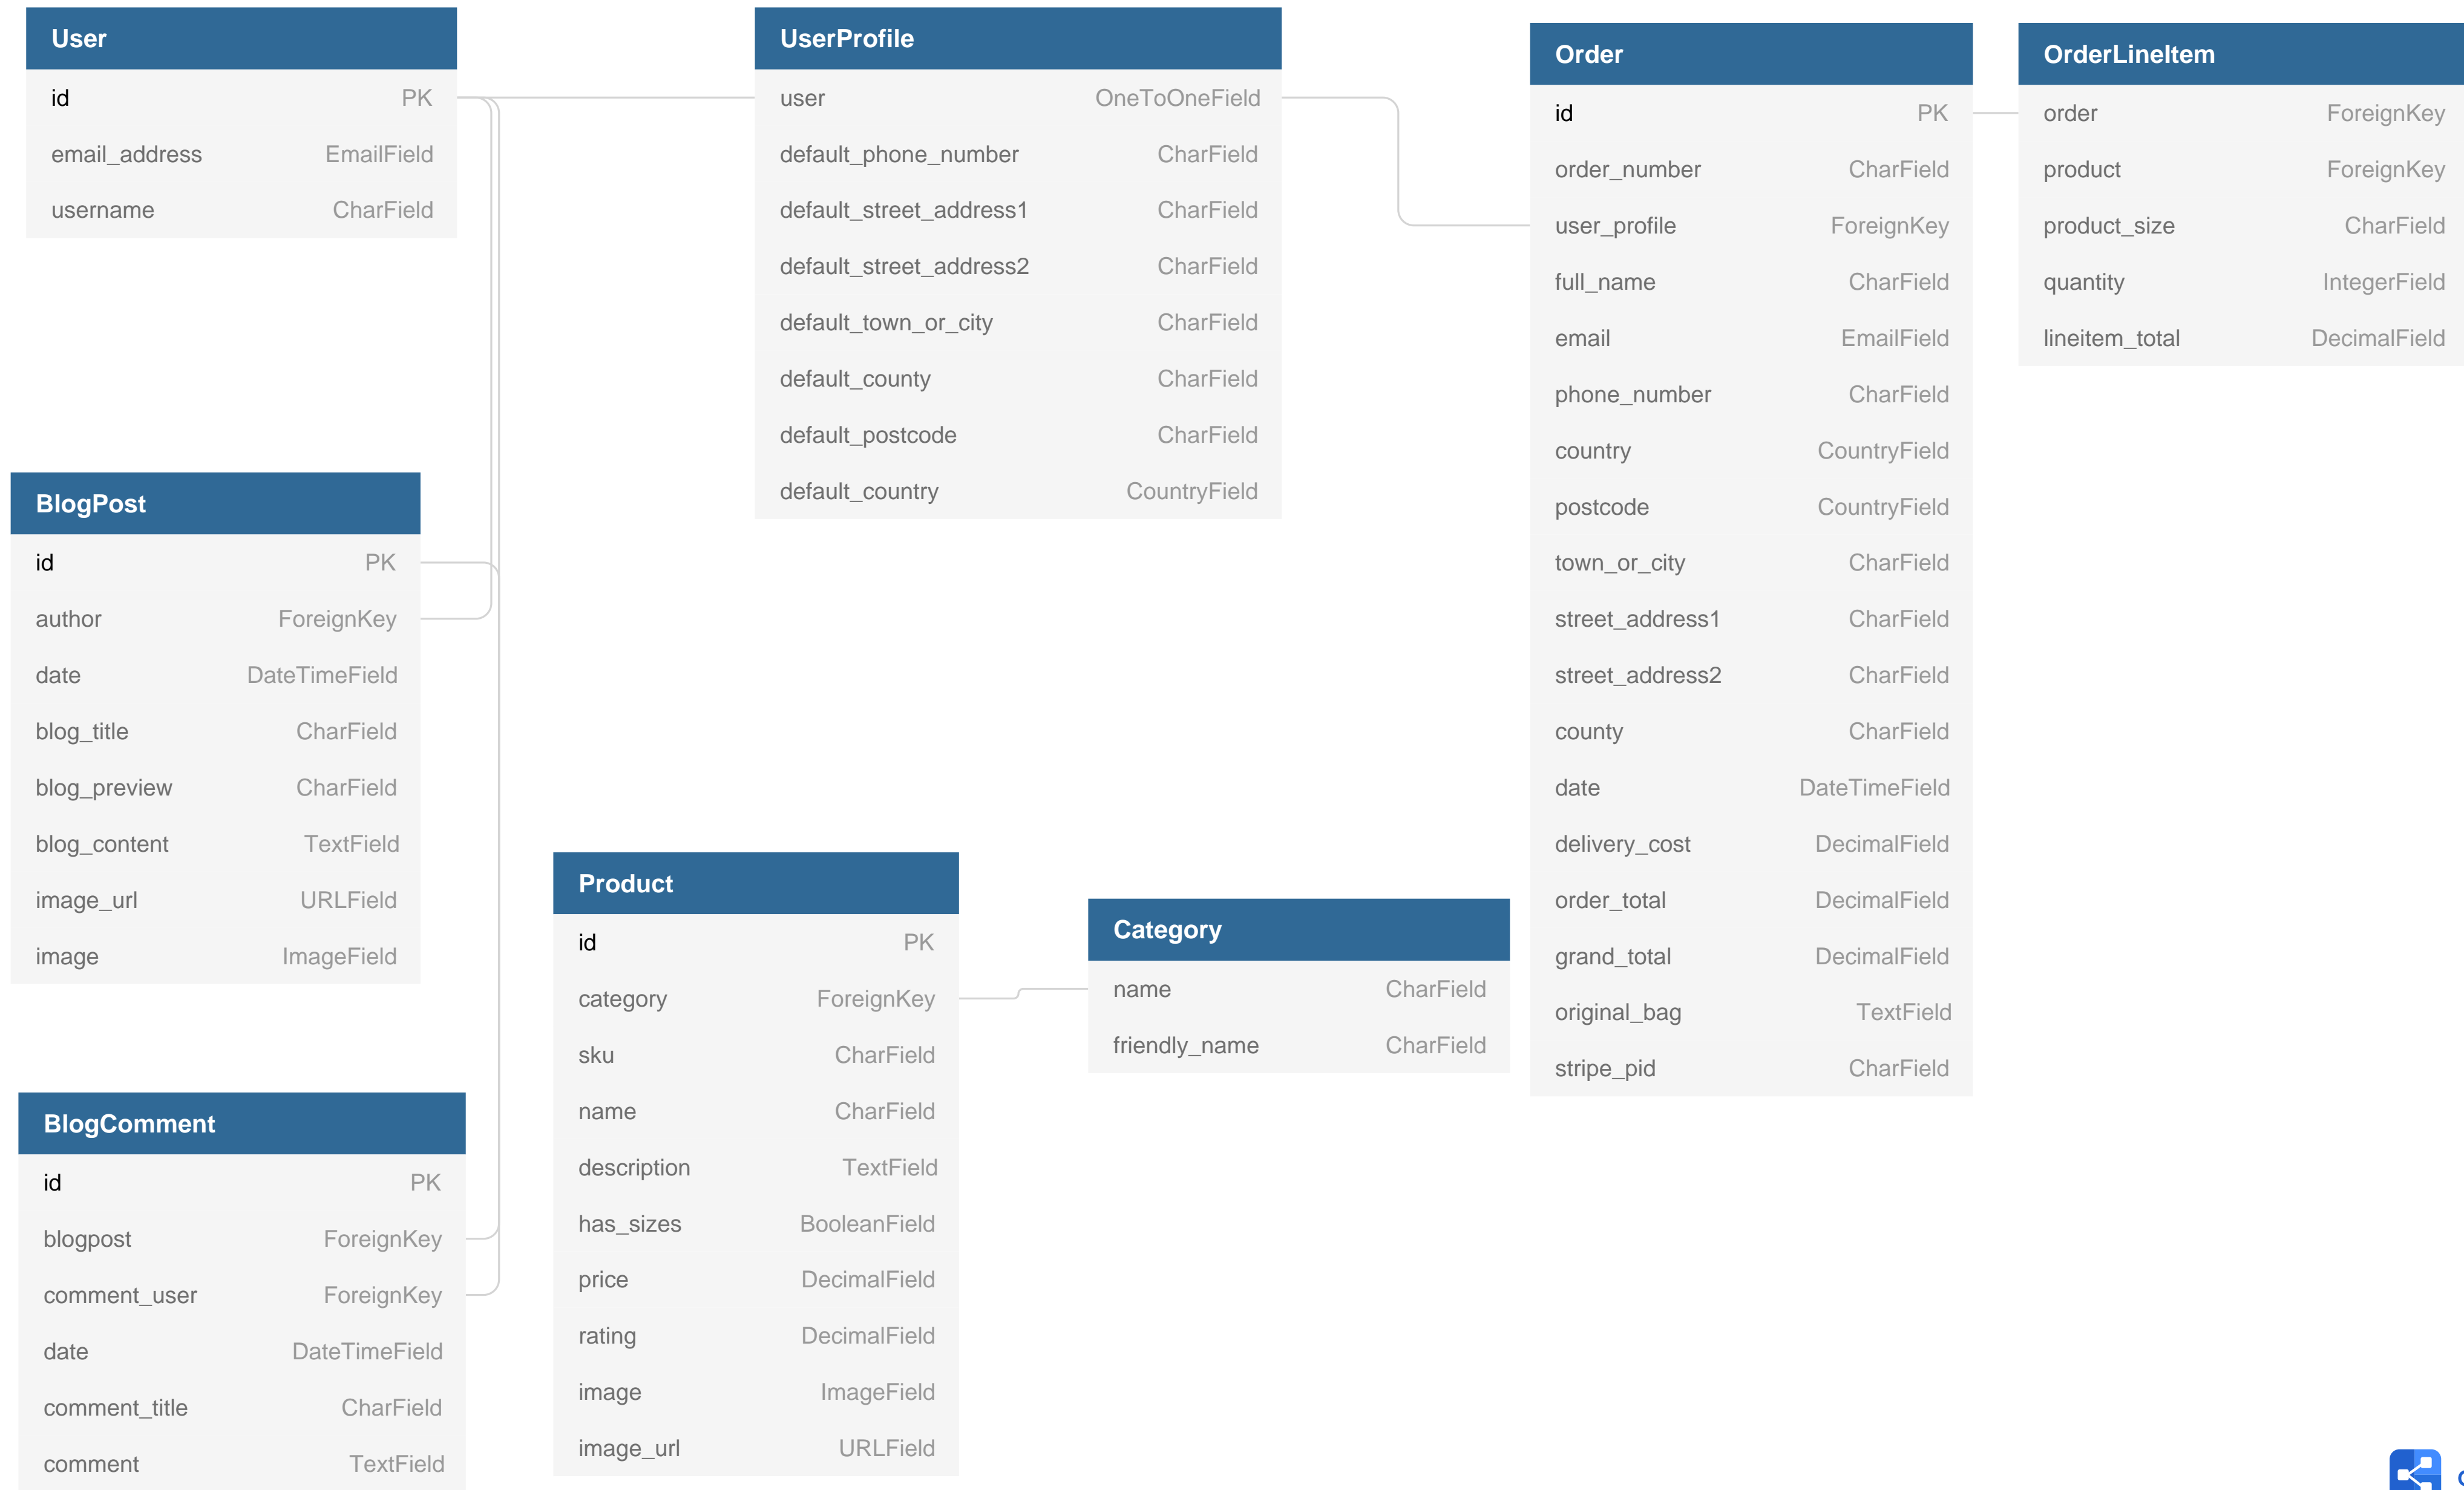 User
id PK
email_address EmailField
username CharField
UserProfile
user OneToOneField
default_phone_number CharField
default_street_address1 CharField
default_street_address2 CharField
default_town_or_city CharField
default_county CharField
default_postcode CharField
default_country CountryField
Order
id PK
order_number CharField
user_profile ForeignKey
full_name CharField
email EmailField
phone_number CharField
country CountryField
postcode CountryField
town_or_city CharField
street_address1 CharField
street_address2 CharField
county CharField
date DateTimeField
delivery_cost DecimalField
order_total DecimalField
grand_total DecimalField
original_bag TextField
stripe_pid CharField
OrderLineItem
order ForeignKey
product ForeignKey
product_size CharField
quantity IntegerField
lineitem_total DecimalField
BlogPost
id PK
author ForeignKey
date DateTimeField
blog_title CharField
blog_preview CharField
blog_content TextField
image_url URLField
image ImageField
Product
id PK
category ForeignKey
sku CharField
name CharField
description TextField
has_sizes BooleanField
price DecimalField
rating DecimalField
image ImageField
image_url URLField
Category
name CharField
friendly_name CharField
BlogComment
id PK
blogpost ForeignKey
comment_user ForeignKey
date DateTimeField
comment_title CharField
comment TextField